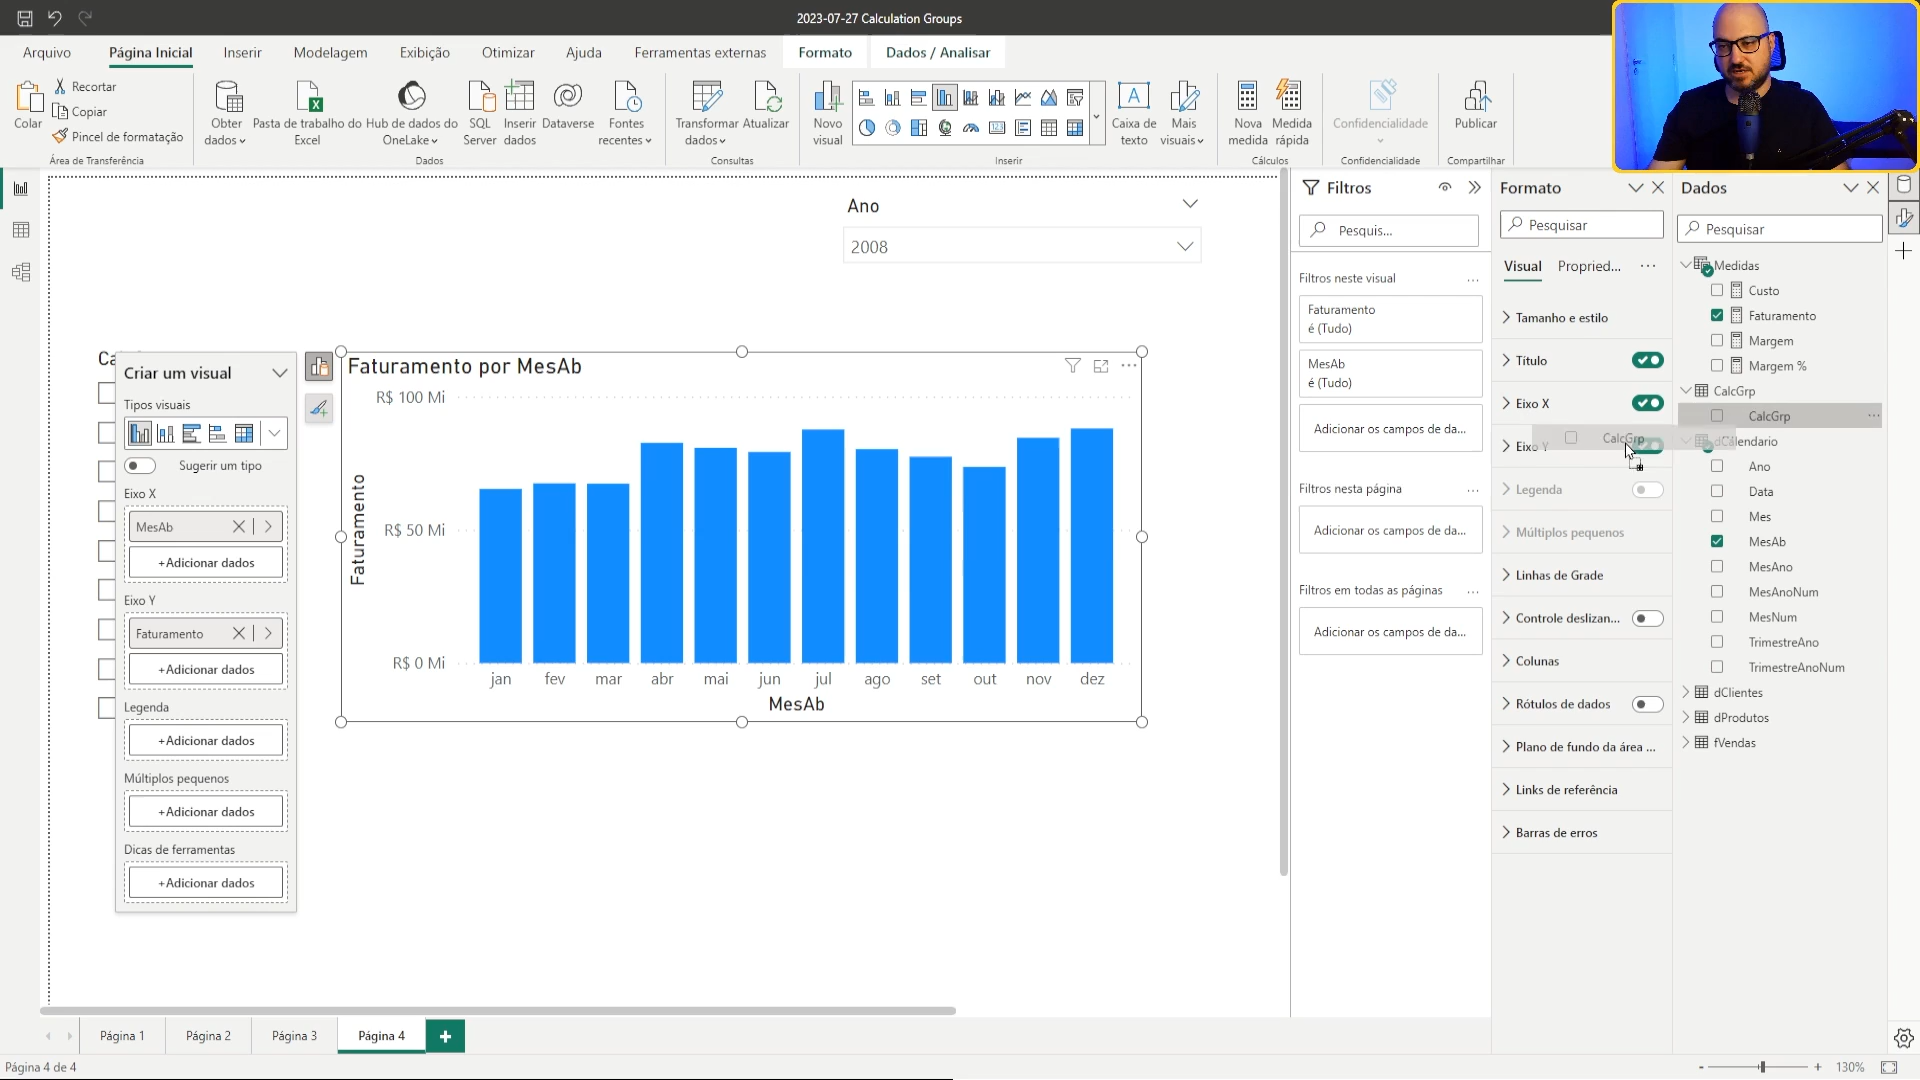 2023-07-27 Calculation Groups
Arquivo
Página Inicial
Inserir
Modelagem
Exibição
Otimizar
Ajuda
Ferramentas externas
Formato
Dados / Analisar
Colar
Recortar
Copiar
Pincel de formatação
Área de Transferência
Obter dados
Pasta de trabalho do Excel
Hub de dados do OneLake
SQL Server
Inserir dados
Dataverse
Fontes recentes
Dados
Transformar dados
Atualizar
Consultas
Novo visual
Caixa de texto
Mais visuais
Inserir
Nova medida
Medida rápida
Cálculos
Confidencialidade
Confidencialidade
Publicar
Compartilhar
Ano
2008
Criar um visual
Tipos visuais
Sugerir um tipo
Eixo X
MesAb
+Adicionar dados
Eixo Y
Faturamento
+Adicionar dados
Legenda
+Adicionar dados
Múltiplos pequenos
+Adicionar dados
Dicas de ferramentas
+Adicionar dados
Faturamento por MesAb
R$ 100 Mi
R$ 50 Mi
R$ 0 Mi
Faturamento
jan fev mar abr mai jun jul ago set out nov dez
MesAb
Filtros
Pesquis...
Filtros neste visual
Faturamento
é (Tudo)
MesAb
é (Tudo)
Adicionar os campos de da...
Filtros nesta página
Adicionar os campos de da...
Filtros em todas as páginas
Adicionar os campos de da...
Formato
Pesquisar
Visual
Propried...
Tamanho e estilo
Título
Eixo X
Eixo Y
Legenda
Múltiplos pequenos
Linhas de Grade
Controle deslizan...
Colunas
Rótulos de dados
Plano de fundo da área ...
Links de referência
Barras de erros
CalcGrp
Dados
Pesquisar
Medidas
Custo
Faturamento
Margem
Margem %
CalcGrp
CalcGrp
dCalendario
Ano
Data
Mes
MesAb
MesAno
MesAnoNum
MesNum
TrimestreAno
TrimestreAnoNum
dClientes
dProdutos
fVendas
Página 1
Página 2
Página 3
Página 4
Página 4 de 4
130%